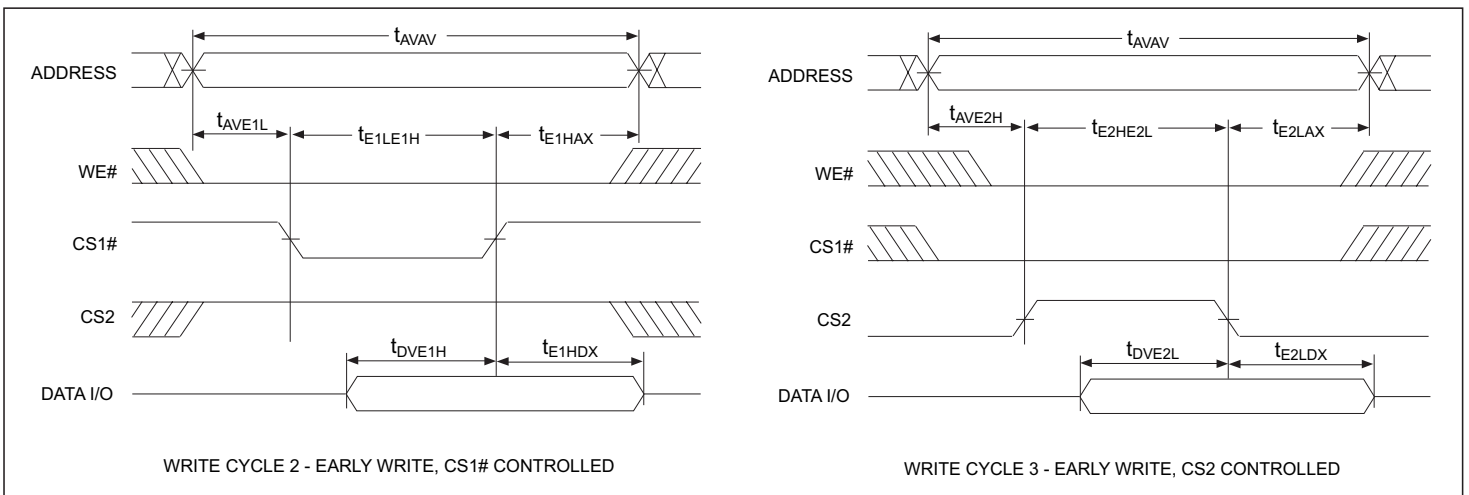 tAVAV
ADDRESS
tAVE1L
tE1LE1H
tE1HAX
WE#
CS1#
CS2
tDVE1H
tE1HDX
DATA I/O
WRITE CYCLE 2 - EARLY WRITE, CS1# CONTROLLED
tAVAV
ADDRESS
tAVE2H
tE2HE2L
tE2LAX
WE#
CS1#
CS2
tDVE2L
tE2LDX
DATA I/O
WRITE CYCLE 3 - EARLY WRITE, CS2 CONTROLLED